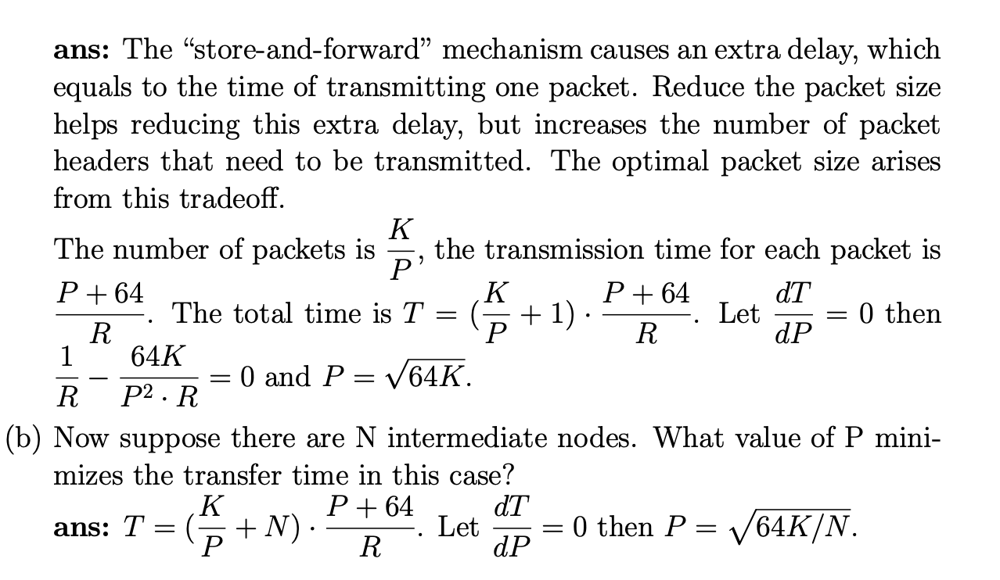 ans: The “store-and-forward” mechanism causes an extra delay, which
equals to the time of transmitting one packet. Reduce the packet size
helps reducing this extra delay, but increases the number of packet
headers that need to be transmitted. The optimal packet size arises
from this tradeoff.
The number of packets is $\frac{K}{P}$, the transmission time for each packet is
$\frac{P + 64}{R}$. The total time is $T = (\frac{K}{P} + 1) \cdot \frac{P + 64}{R}$. Let $\frac{dT}{dP} = 0$ then
$\frac{1}{R} - \frac{64K}{P^2 \cdot R} = 0$ and $P = \sqrt{64K}$.
(b) Now suppose there are N intermediate nodes. What value of P mini-
mizes the transfer time in this case?
ans: $T = (\frac{K}{P} + N) \cdot \frac{P + 64}{R}$. Let $\frac{dT}{dP} = 0$ then $P = \sqrt{64K/N}$.